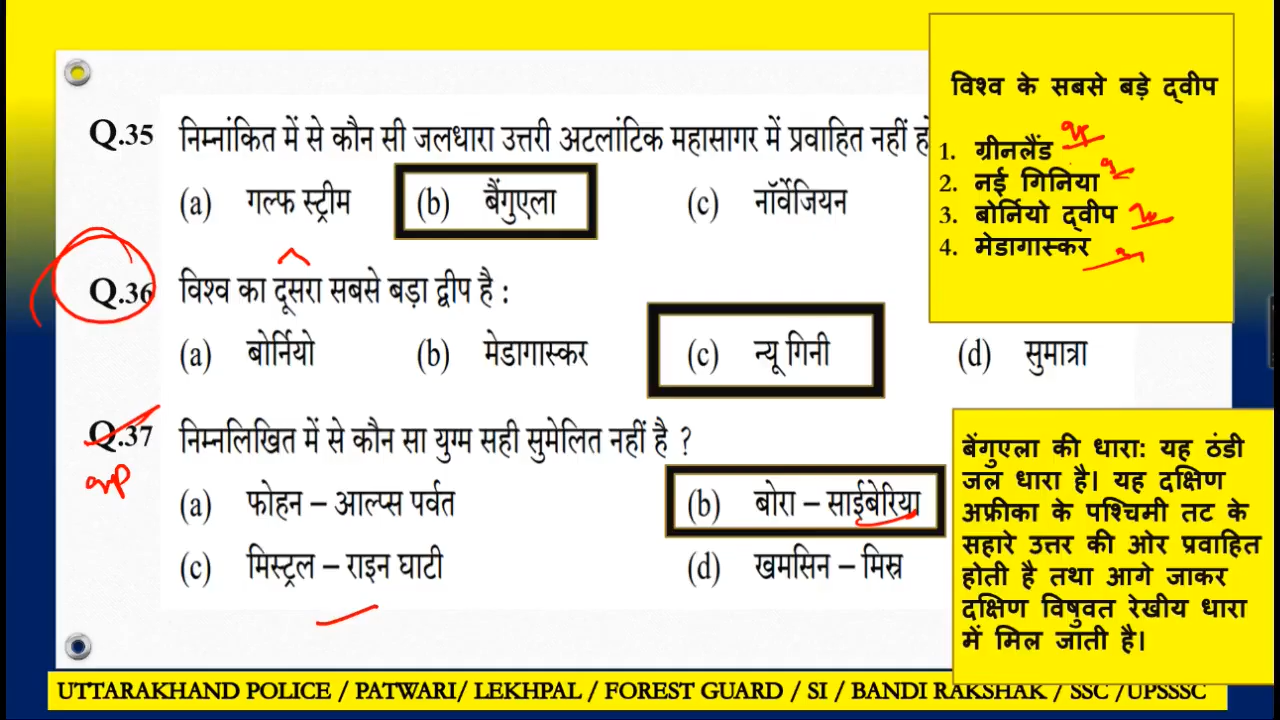 Q.35 निम्नांकित में से कौन सी जलधारा उत्तरी अटलांटिक महासागर में प्रवाहित नहीं
(a) गल्फ स्ट्रीम (b) बैंगुएला (c) नॉर्वेजियन
Q.36 विश्व का दूसरा सबसे बड़ा द्वीप है :
(a) बोर्नियो (b) मेडागास्कर (c) न्यू गिनी (d) सुमात्रा
Q.37 निम्नलिखित में से कौन सा युग्म सही सुमेलित नहीं है ?
(a) फोहन – आल्प्स पर्वत (b) बोरा – साईबेरिया
(c) मिस्ट्रल – राइन घाटी (d) खमसिन – मिस्र
विश्व के सबसे बड़े द्वीप
1. ग्रीनलैंड
2. नई गिनिया
3. बोर्नियो द्वीप
4. मेडागास्कर
बेंगुएला की धारा: यह ठंडी
जल धारा है। यह दक्षिण
अफ्रीका के पश्चिमी तट के
सहारे उत्तर की ओर प्रवाहित
होती है तथा आगे जाकर
दक्षिण विषुवत रेखीय धारा
में मिल जाती है।
UTTARAKHAND POLICE / PATWARI/ LEKHPAL / FOREST GUARD / SI / BANDI RAKSHAK / SSC /UPSSSC